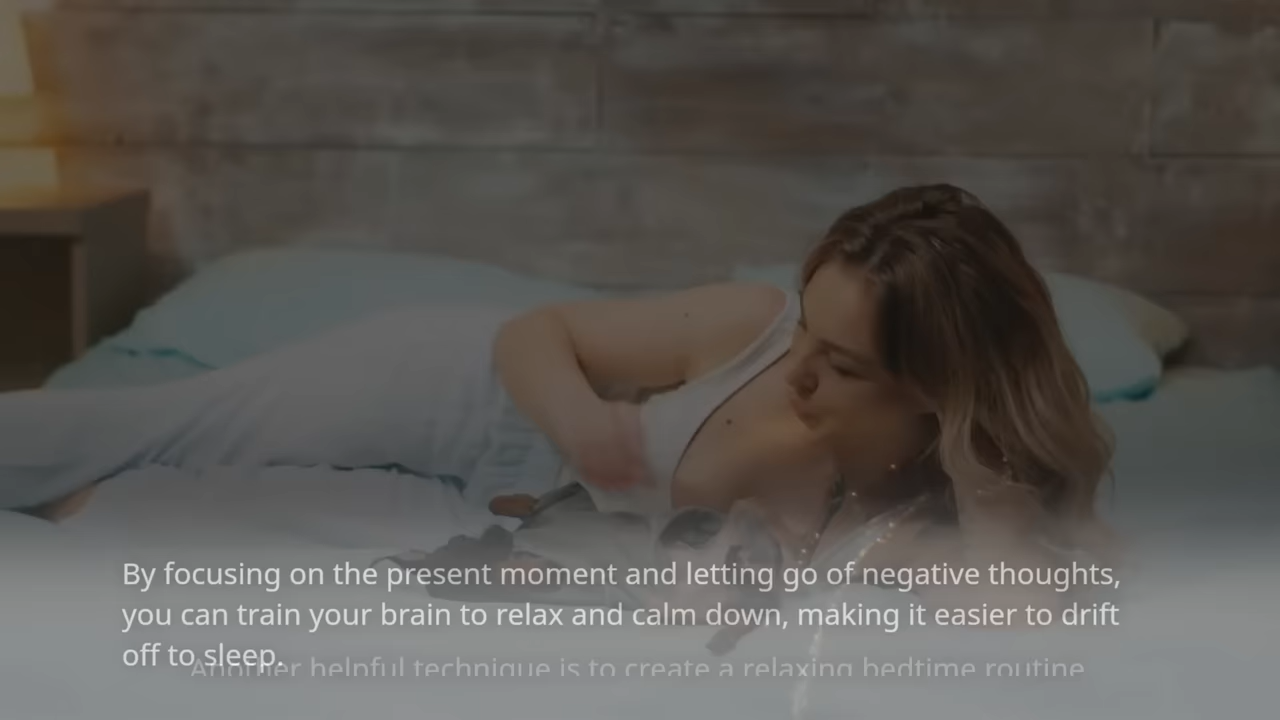 By focusing on the present moment and letting go of negative thoughts,
you can train your brain to relax and calm down, making it easier to drift
off to sleep.
Another helpful technique is to create a relaxing bedtime routine